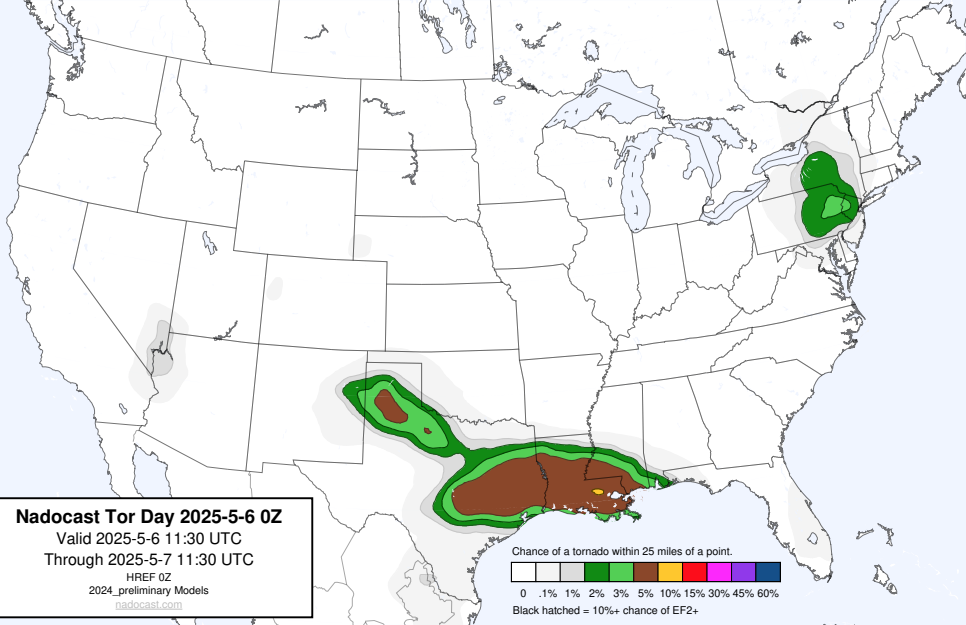 Nadocast Tor Day 2025-5-6 0Z
Valid 2025-5-6 11:30 UTC
Through 2025-5-7 11:30 UTC
HREF 0Z
2024_preliminary Models
nadocast.com
Chance of a tornado within 25 miles of a point.
0 .1% 1% 2% 3% 5% 10% 15% 30% 45% 60%
Black hatched = 10%+ chance of EF2+